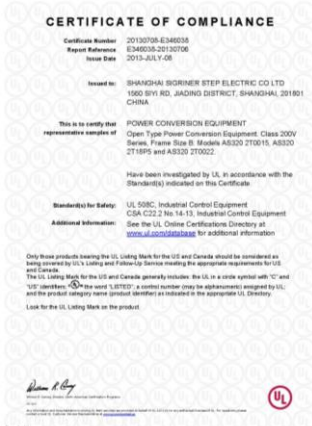 CERTIFICATE OF COMPLIANCE
Certificate Number 20130708-E346038
Report Reference E346038-20130706
Issue Date 2013-JULY-08
Issued to: SHANGHAI SIGRINER STEP ELECTRIC CO LTD
1560 SIYI RD, JIADING DISTRICT, SHANGHAI, 201801
CHINA
This is to certify that POWER CONVERSION EQUIPMENT
representative samples of Open Type Power Conversion Equipment. Class 200V
Series, Frame Size B. Models AS320 2T0015, AS320
2T18P5 and AS320 2T0022.
Have been investigated by UL in accordance with the
Standard(s) indicated on this Certificate.
Standard(s) for Safety: UL 508C, Industrial Control Equipment
CSA C22.2 No.14-13, Industrial Control Equipment
Additional Information: See the UL Online Certifications Directory at
www.ul.com/database for additional information
Only those products bearing the UL Listing Mark for the US and Canada should be considered as
being covered by UL's Listing and Follow-Up Service meeting the appropriate requirements for US
and Canada.
The UL Listing Mark for the US and Canada generally includes: the UL in a circle symbol with "C" and
"US" identifiers: the word "LISTED"; a control number (may be alphanumeric) assigned by UL;
and the product category name (product identifier) as indicated in the appropriate UL Directory.
Look for the UL Listing Mark on the product.
UL